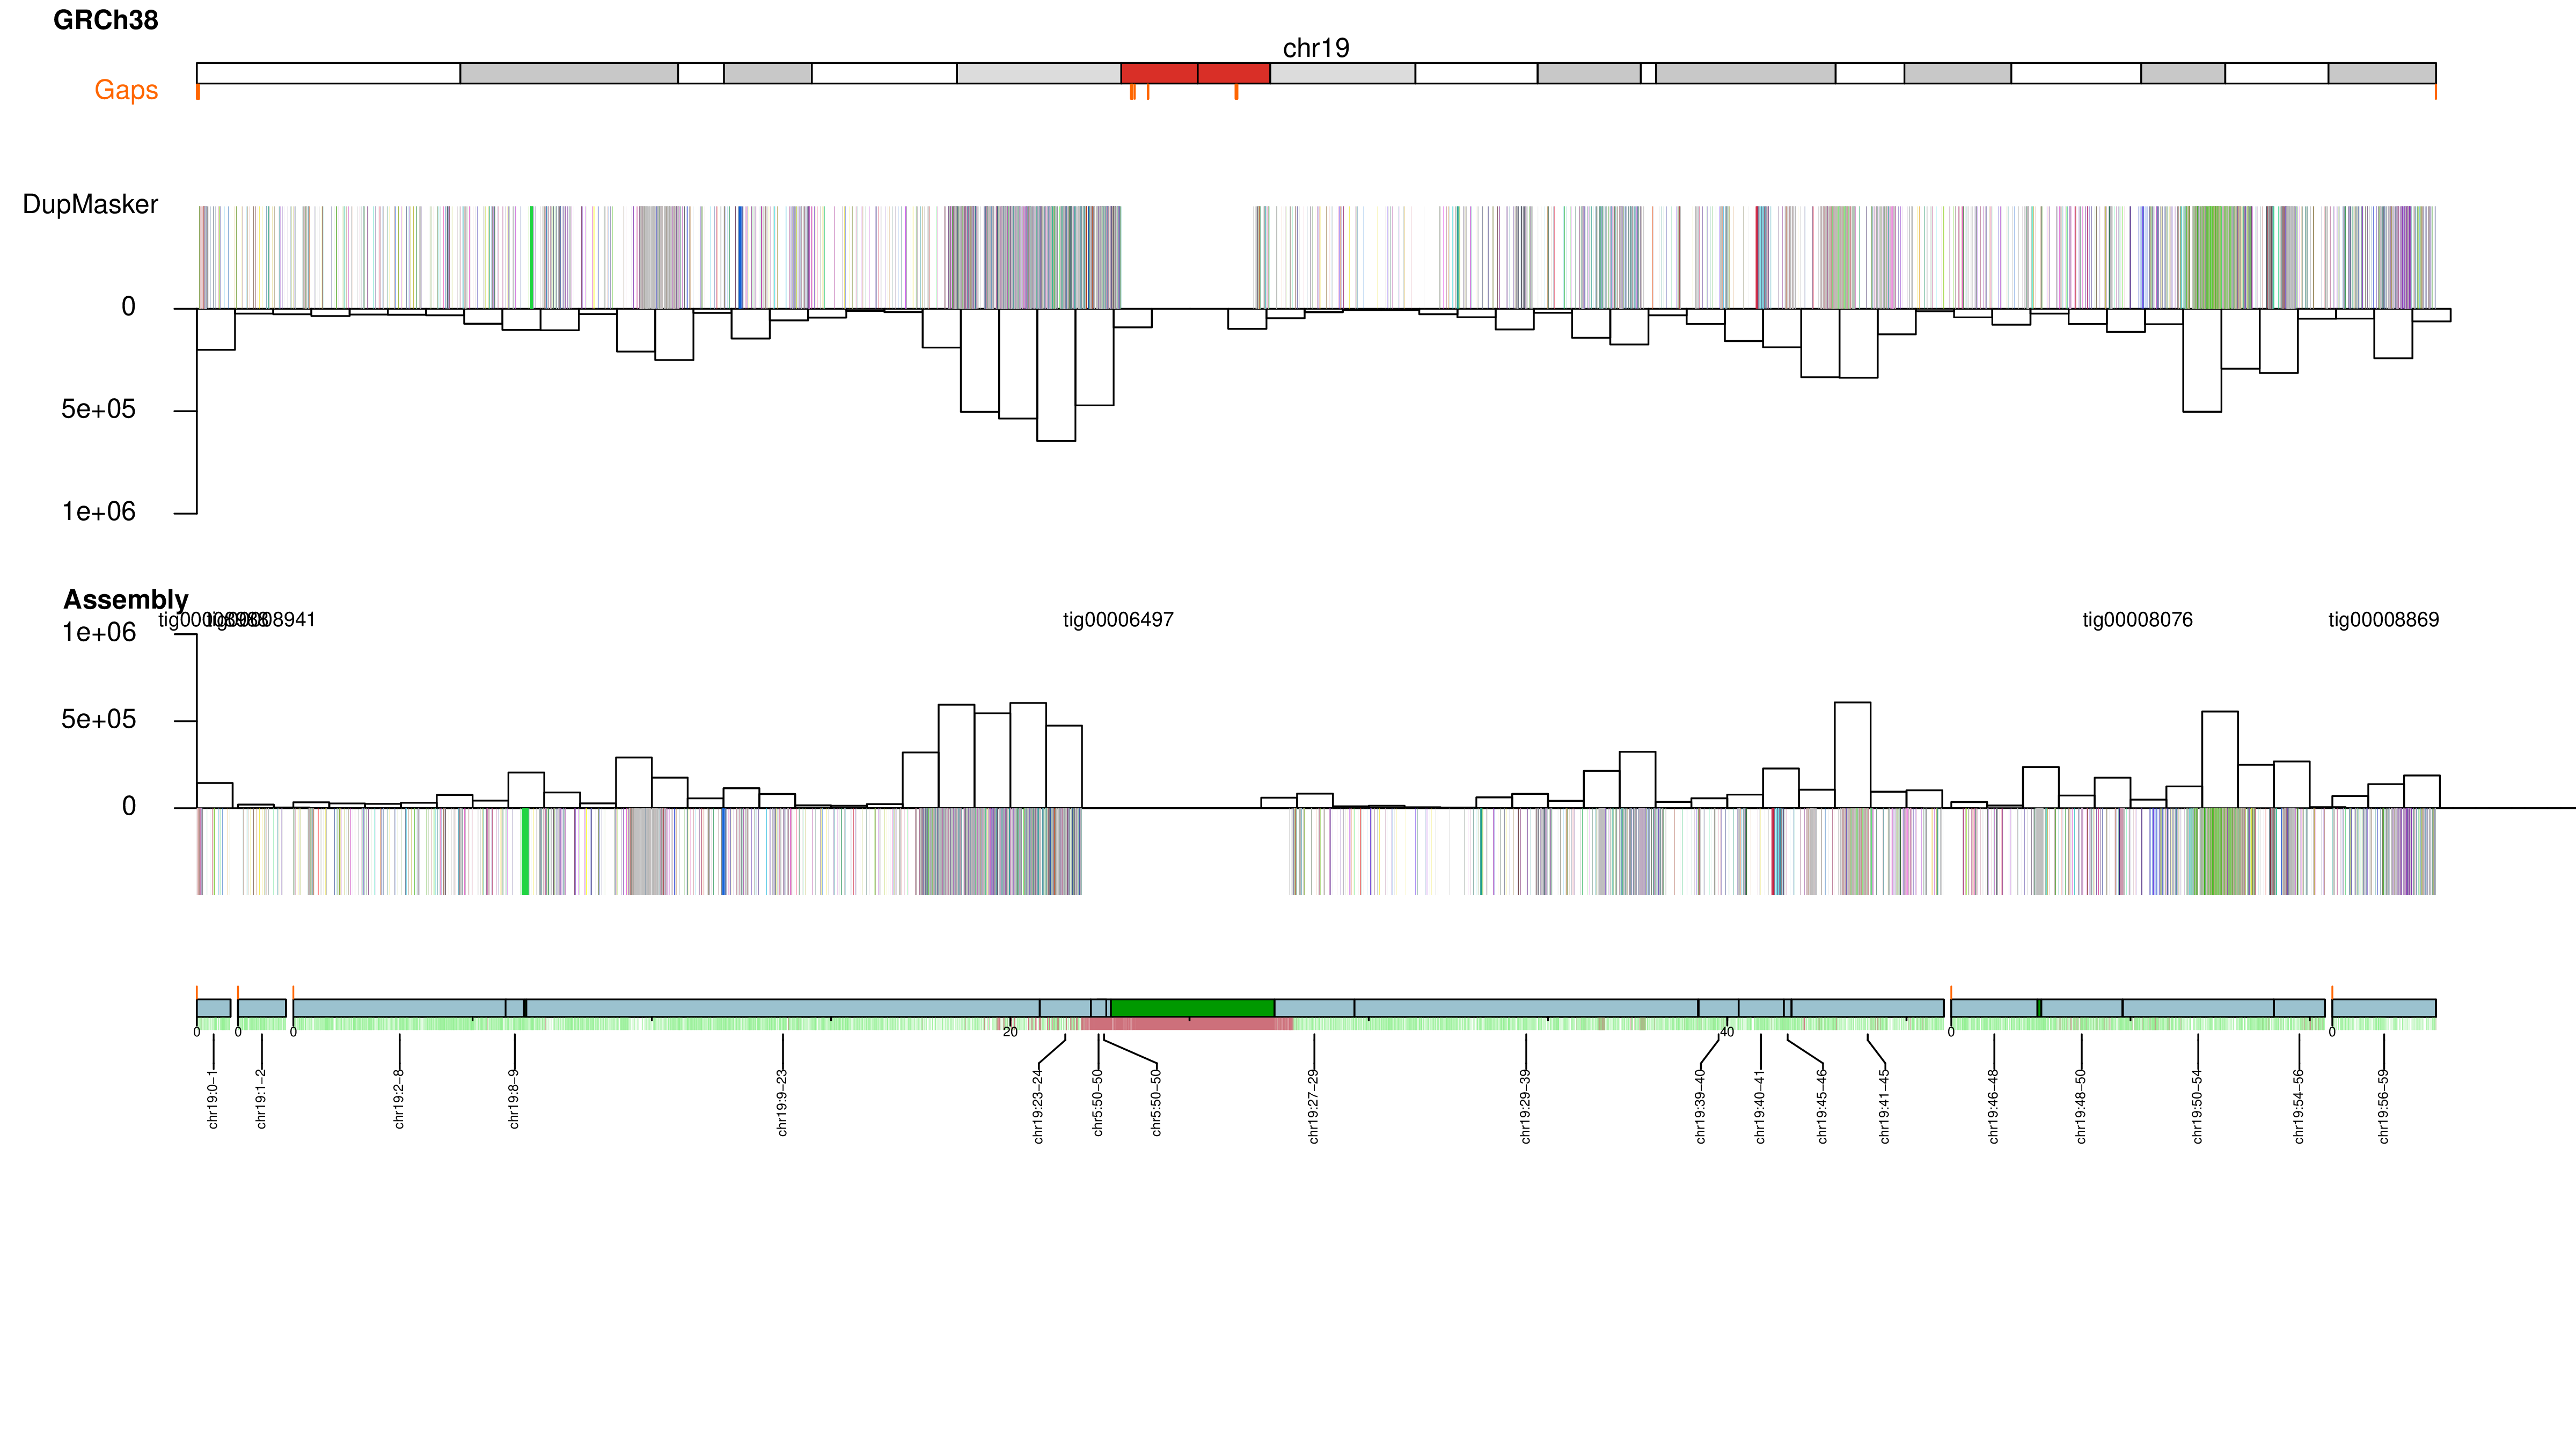 GRCh38
chr19
Gaps
DupMasker
0
5e+05
1e+06
Assembly
tig00008941
tig00006497
tig00008076
tig00008869
1e+06
5e+05
0
0
0
0
20
40
0
0
chr19:0−1
chr19:1−2
chr19:2−8
chr19:8−9
chr19:9−23
chr19:23−24
chr5:50−50
chr5:50−50
chr19:27−29
chr19:29−39
chr19:39−40
chr19:40−41
chr19:45−46
chr19:41−45
chr19:46−48
chr19:48−50
chr19:50−54
chr19:54−56
chr19:56−59